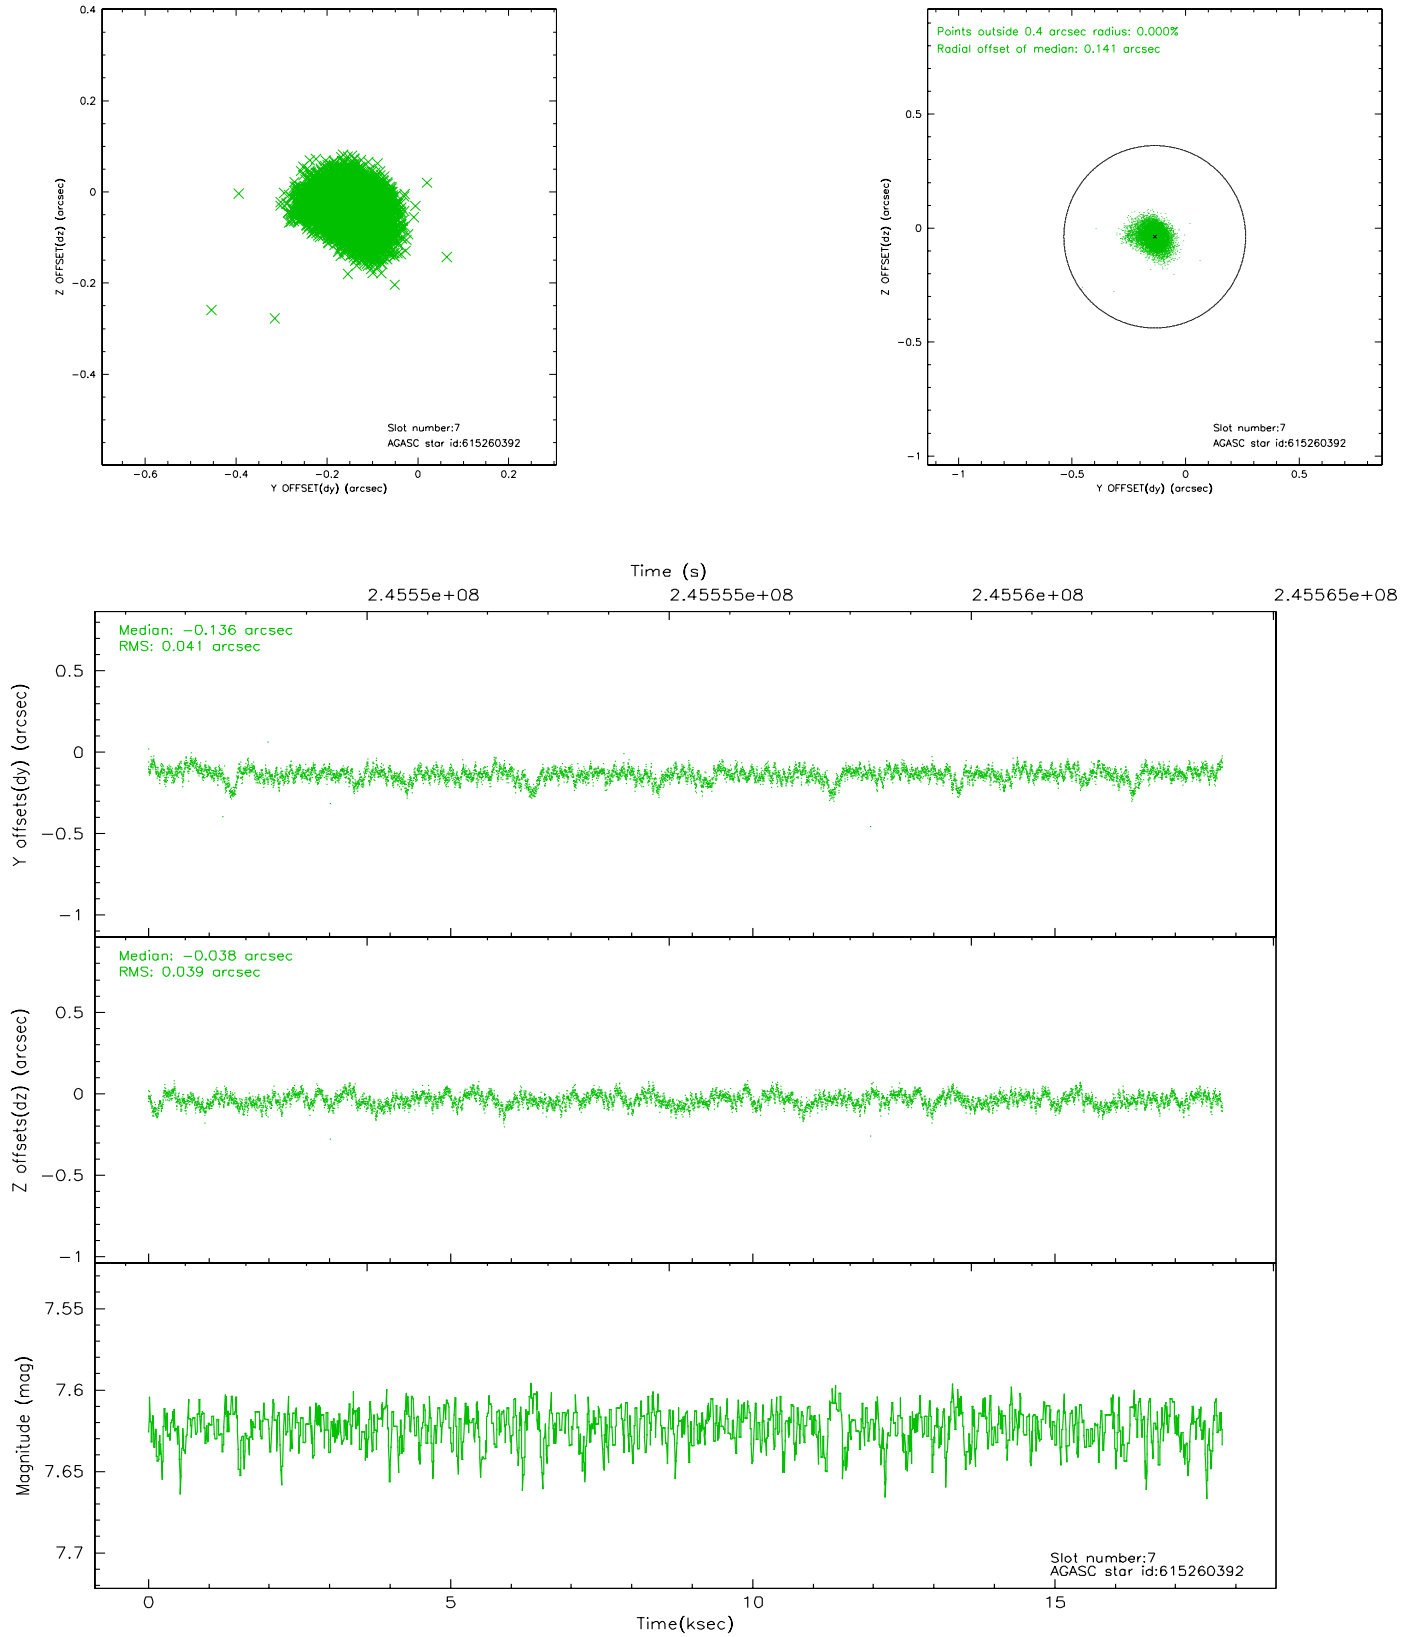 0.4
0.2
0
−0.2
−0.4
Z OFFSET(dz) (arcsec)
−0.6
−0.4
−0.2
0
0.2
Y OFFSET(dy) (arcsec)
Slot number:7
AGASC star id:615260392
Points outside 0.4 arcsec radius: 0.000%
Radial offset of median: 0.141 arcsec
0.5
0
−0.5
−1
Z OFFSET(dz) (arcsec)
−1
−0.5
0
0.5
Y OFFSET(dy) (arcsec)
Slot number:7
AGASC star id:615260392
Time (s)
2.4555e+08
2.45555e+08
2.4556e+08
2.45565e+08
Median: −0.136 arcsec
RMS: 0.041 arcsec
0.5
0
−0.5
−1
Y offsets(dy) (arcsec)
Median: −0.038 arcsec
RMS: 0.039 arcsec
0.5
0
−0.5
−1
Z offsets(dz) (arcsec)
7.55
7.6
7.65
7.7
Magnitude (mag)
Slot number:7
AGASC star id:615260392
0
5
10
15
Time(ksec)